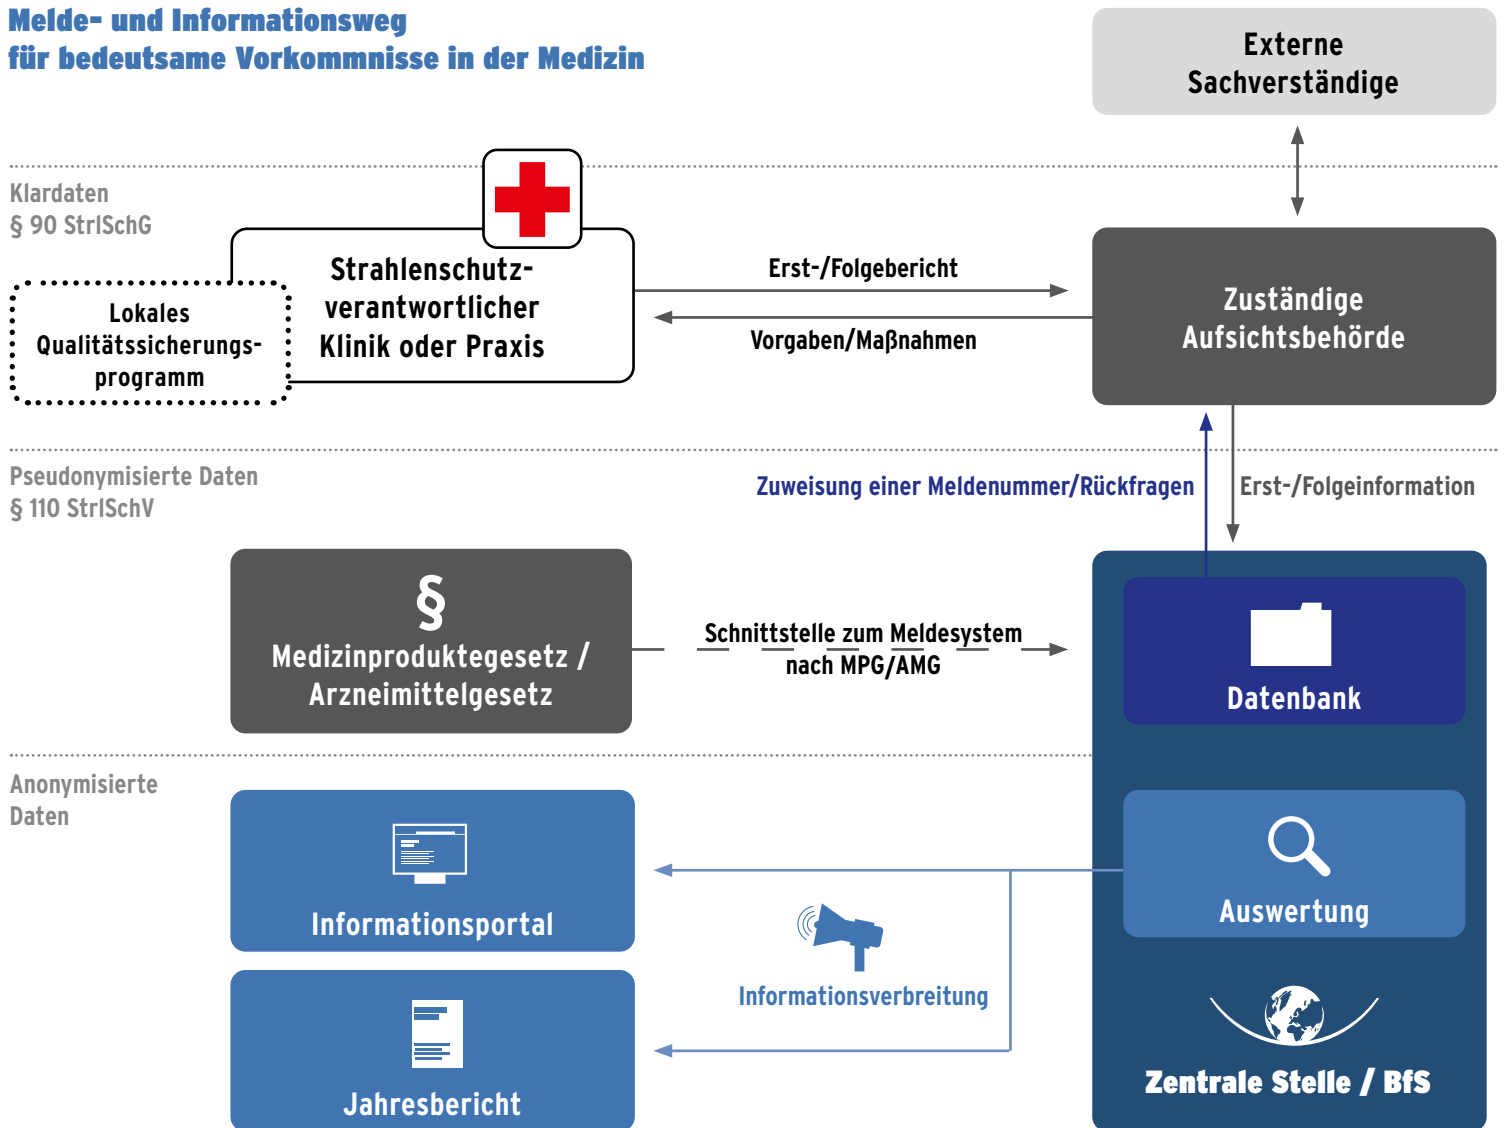 Melde- und Informationsweg
für bedeutsame Vorkommnisse in der Medizin
Externe
Sachverständige
Klardaten
§ 90 StrlSchG
Strahlenschutz-
verantwortlicher
Klinik oder Praxis
Lokales
Qualitätssicherungs-
programm
Erst-/Folgebericht
Vorgaben/Maßnahmen
Zuständige
Aufsichtsbehörde
Pseudonymisierte Daten
§ 110 StrlSchV
Zuweisung einer Meldenummer/Rückfragen
Erst-/Folgeinformation
§
Medizinproduktegesetz /
Arzneimittelgesetz
Schnittstelle zum Meldesystem
nach MPG/AMG
Datenbank
Anonymisierte
Daten
Informationsportal
Informationsverbreitung
Auswertung
Jahresbericht
Zentrale Stelle / BfS